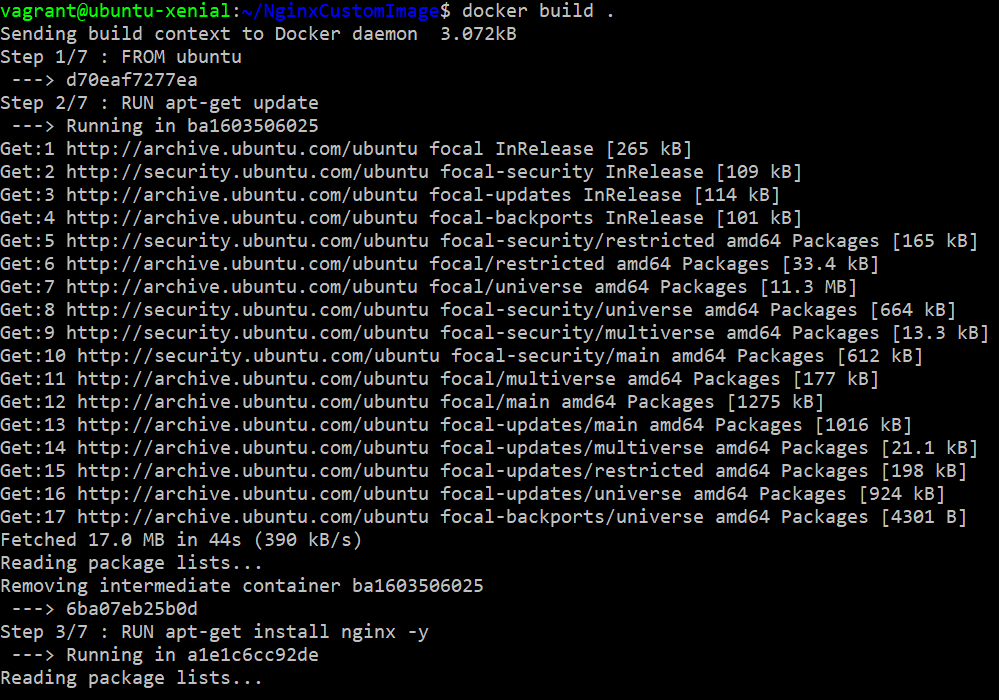 vagrant@ubuntu-xenial:~/NginxCustomImage$ docker build .
Sending build context to Docker daemon  3.072kB
Step 1/7 : FROM ubuntu
 ---> d70eaf7277ea
Step 2/7 : RUN apt-get update
 ---> Running in ba1603506025
Get:1 http://archive.ubuntu.com/ubuntu focal InRelease [265 kB]
Get:2 http://security.ubuntu.com/ubuntu focal-security InRelease [109 kB]
Get:3 http://archive.ubuntu.com/ubuntu focal-updates InRelease [114 kB]
Get:4 http://archive.ubuntu.com/ubuntu focal-backports InRelease [101 kB]
Get:5 http://security.ubuntu.com/ubuntu focal-security/restricted amd64 Packages [165 kB]
Get:6 http://archive.ubuntu.com/ubuntu focal/restricted amd64 Packages [33.4 kB]
Get:7 http://archive.ubuntu.com/ubuntu focal/universe amd64 Packages [11.3 MB]
Get:8 http://security.ubuntu.com/ubuntu focal-security/universe amd64 Packages [664 kB]
Get:9 http://security.ubuntu.com/ubuntu focal-security/multiverse amd64 Packages [13.3 kB]
Get:10 http://security.ubuntu.com/ubuntu focal-security/main amd64 Packages [612 kB]
Get:11 http://archive.ubuntu.com/ubuntu focal/multiverse amd64 Packages [177 kB]
Get:12 http://archive.ubuntu.com/ubuntu focal/main amd64 Packages [1275 kB]
Get:13 http://archive.ubuntu.com/ubuntu focal-updates/main amd64 Packages [1016 kB]
Get:14 http://archive.ubuntu.com/ubuntu focal-updates/multiverse amd64 Packages [21.1 kB]
Get:15 http://archive.ubuntu.com/ubuntu focal-updates/restricted amd64 Packages [198 kB]
Get:16 http://archive.ubuntu.com/ubuntu focal-updates/universe amd64 Packages [924 kB]
Get:17 http://archive.ubuntu.com/ubuntu focal-backports/universe amd64 Packages [4301 B]
Fetched 17.0 MB in 44s (390 kB/s)
Reading package lists...
Removing intermediate container ba1603506025
 ---> 6ba07eb25b0d
Step 3/7 : RUN apt-get install nginx -y
 ---> Running in a1e1c6cc92de
Reading package lists...